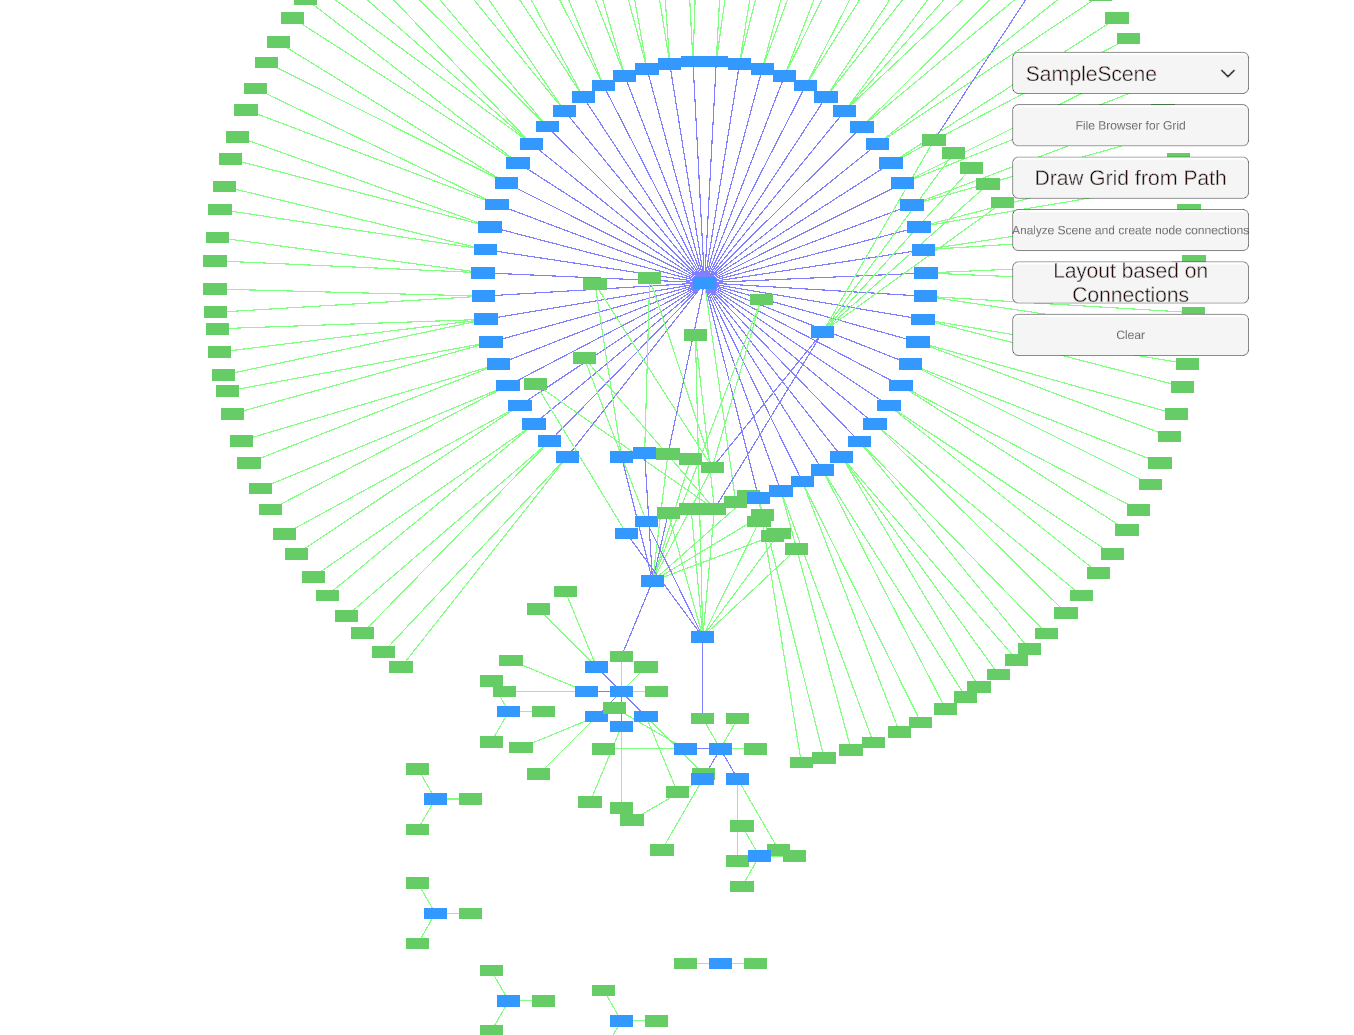 SampleScene
File Browser for Grid
Draw Grid from Path
Analyze Scene and create node connections
Layout based on
Connections
Clear